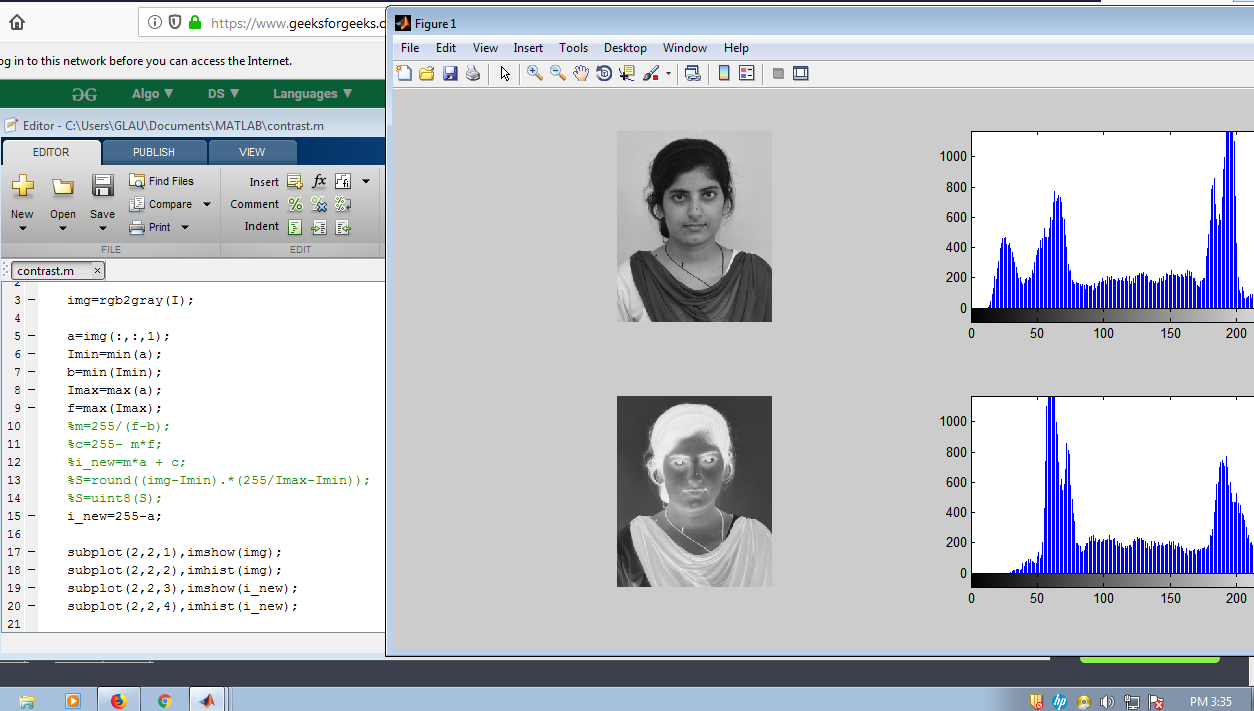 https://www.geeksforgeeks.c
og in to this network before you can access the Internet.
Algo ▼ DS ▼ Languages ▼
Editor - C:\Users\GLAU\Documents\MATLAB\contrast.m
EDITOR PUBLISH VIEW
New Open Save
Find Files
Compare
Print
FILE
Insert fx
Comment
Indent
EDIT
contrast.m ×
2
3 – img=rgb2gray(I);
4
5 – a=img(:,:,1);
6 – Imin=min(a);
7 – b=min(Imin);
8 – Imax=max(a);
9 – f=max(Imax);
10 %m=255/(f-b);
11 %c=255- m*f;
12 %i_new=m*a + c;
13 %S=round((img-Imin).*(255/Imax-Imin));
14 %S=uint8(S);
15 – i_new=255-a;
16
17 – subplot(2,2,1),imshow(img);
18 – subplot(2,2,2),imhist(img);
19 – subplot(2,2,3),imshow(i_new);
20 – subplot(2,2,4),imhist(i_new);
21
Figure 1
File Edit View Insert Tools Desktop Window Help
1000
800
600
400
200
0
0 50 100 150 200
1000
800
600
400
200
0
0 50 100 150 200
hp
PM 3:35